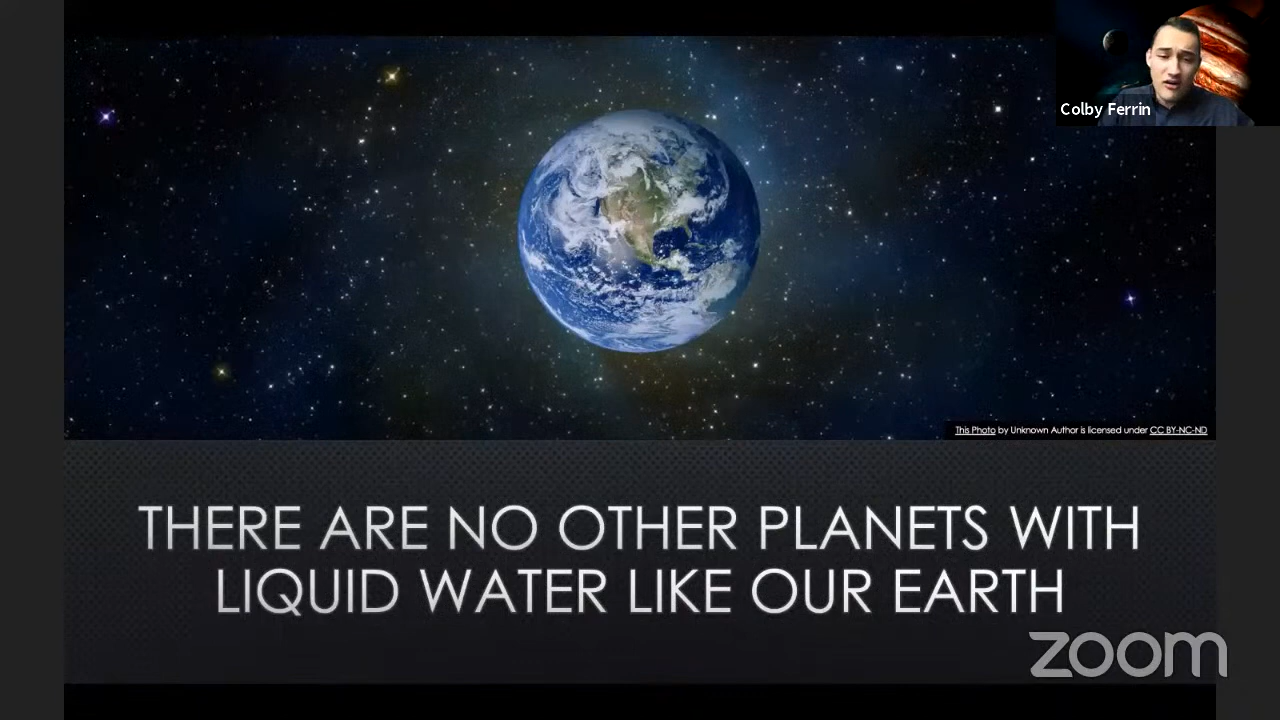 Colby Ferrin
This Photo by Unknown Author is licensed under CC BY-NC-ND
THERE ARE NO OTHER PLANETS WITH
LIQUID WATER LIKE OUR EARTH
zoom